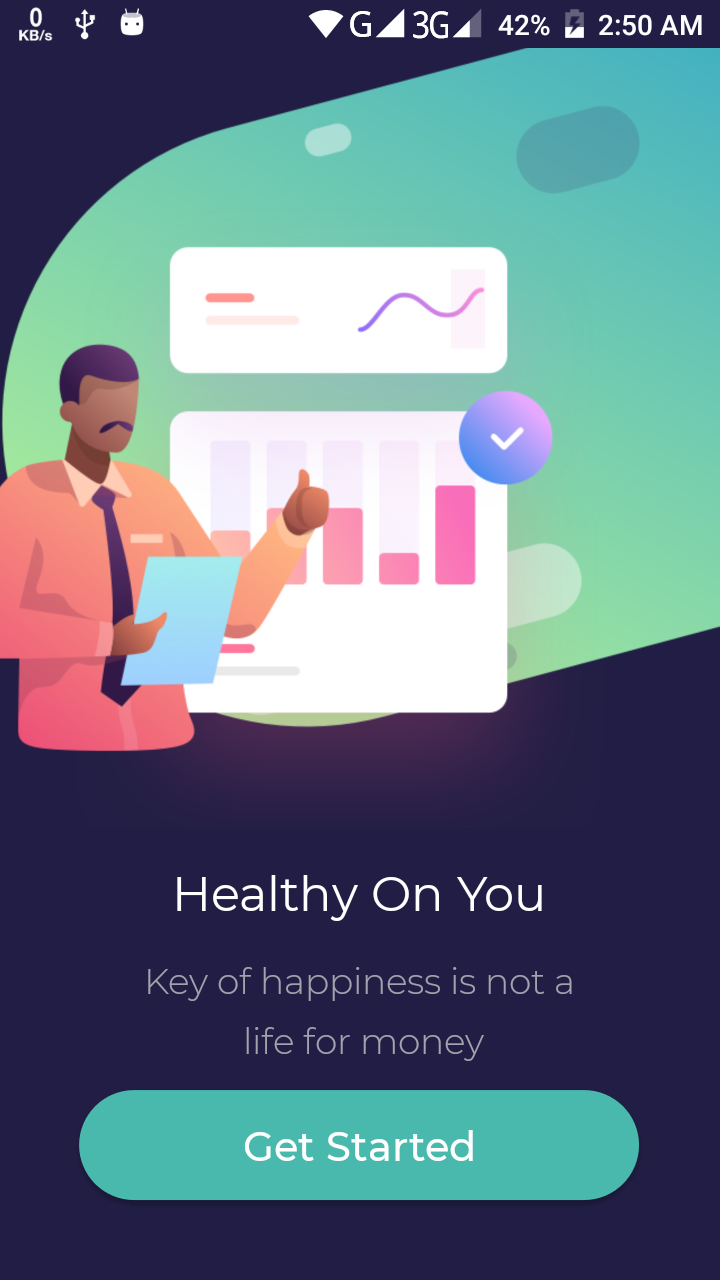 0
KB/s
G 3G 42% 2:50 AM
Healthy On You
Key of happiness is not a
life for money
Get Started